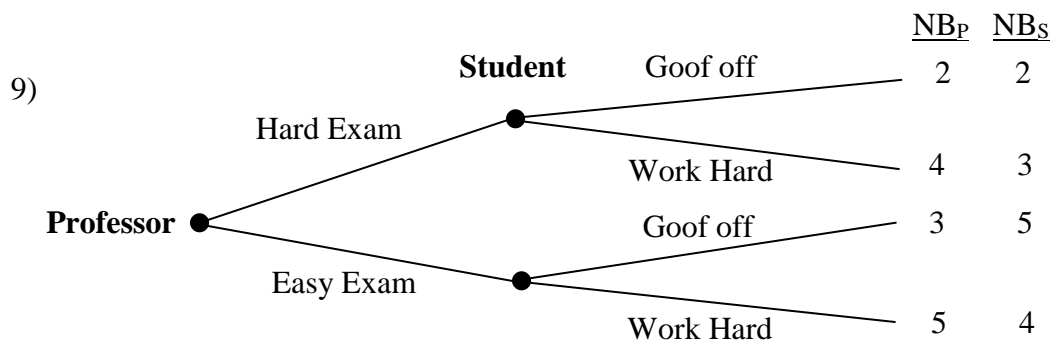 NBP NBS
Student Goof off 2 2
9)
Hard Exam
Work Hard 4 3
Professor Goof off 3 5
Easy Exam
Work Hard 5 4